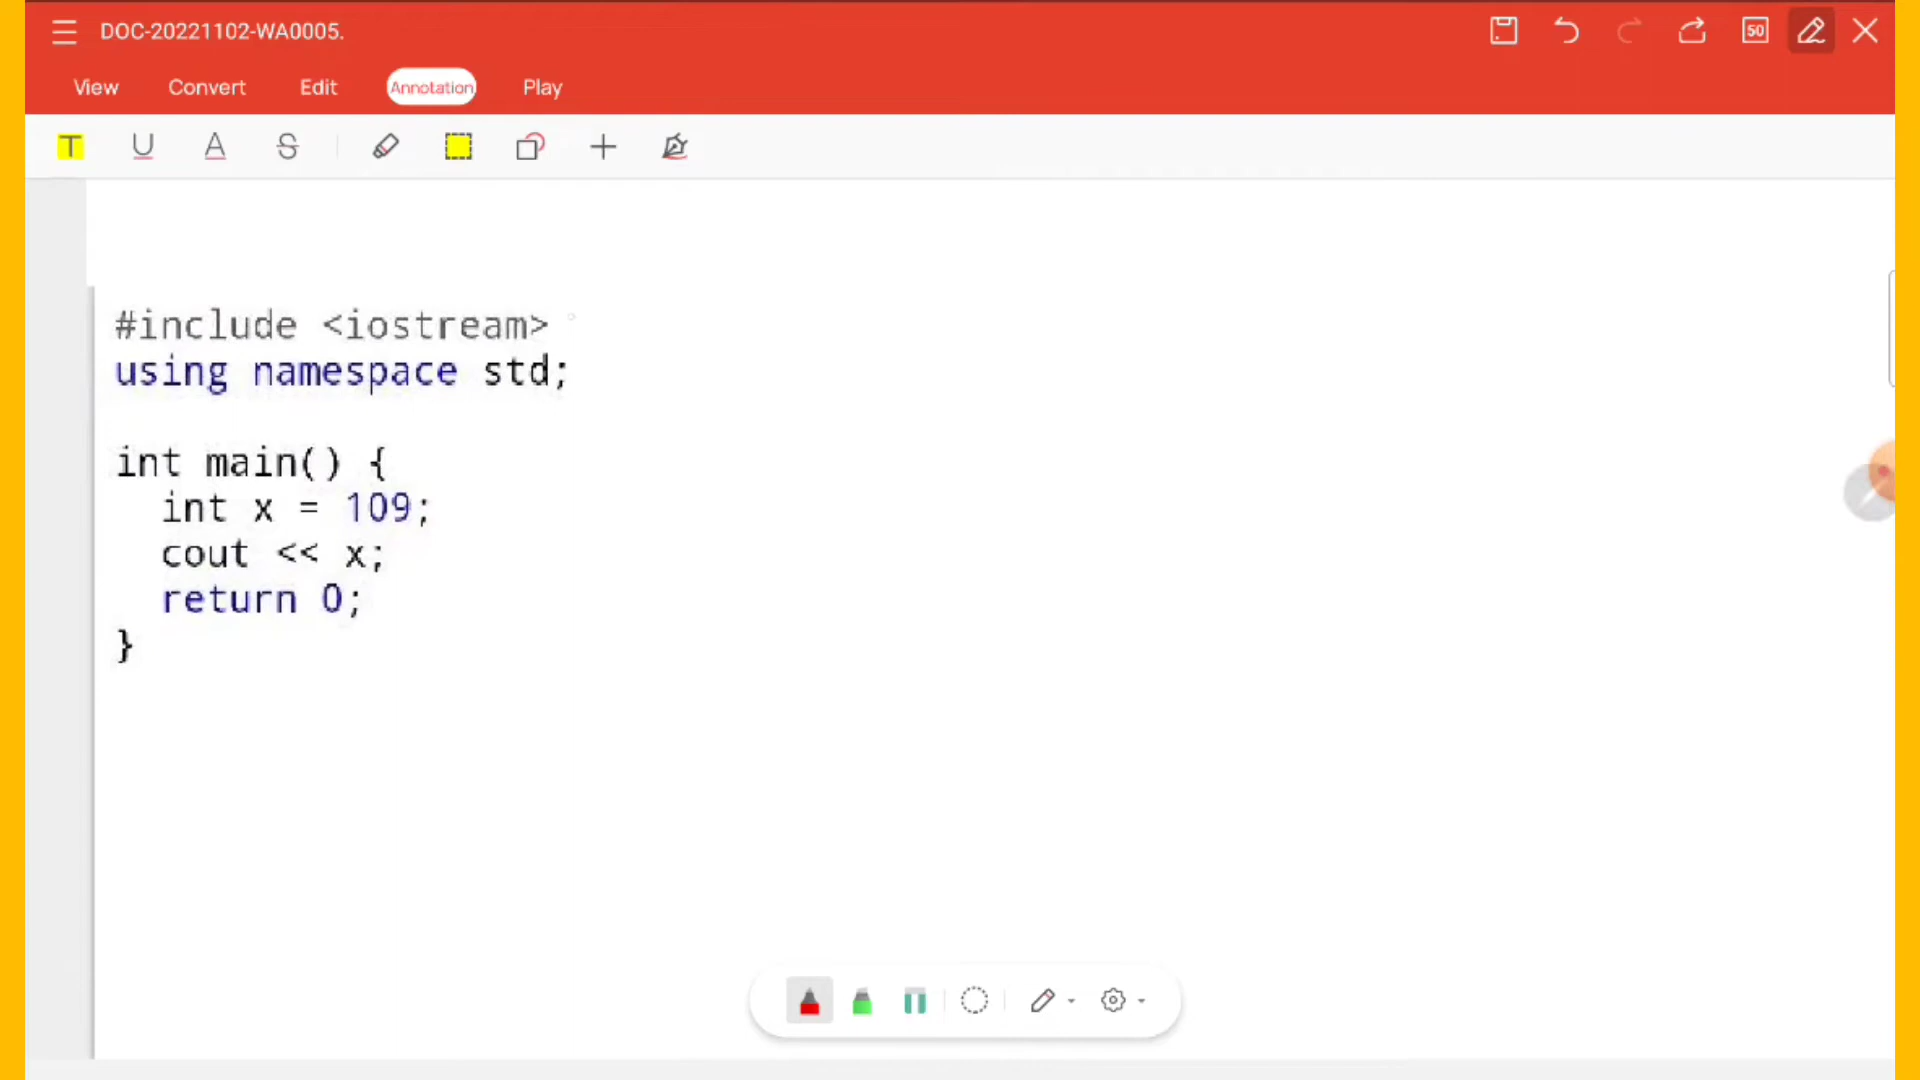 DOC-20221102-WA0005.
50
View Convert Edit Annotation Play
T U A S
#include <iostream>
using namespace std;
int main() {
int x = 109;
cout << x;
return 0;
}